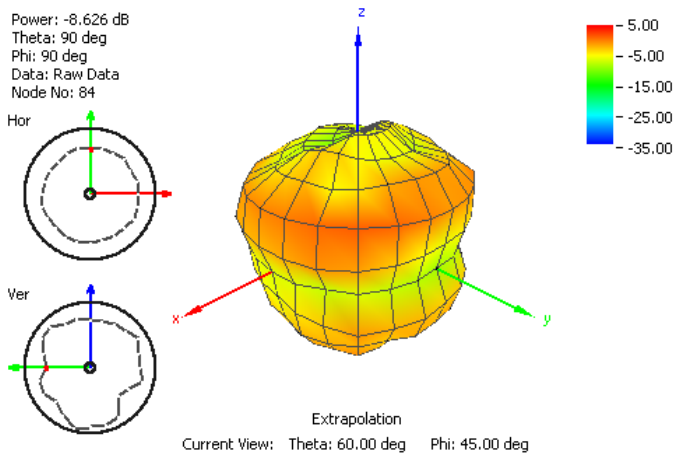 Power: -8.626 dB
Theta: 90 deg
Phi: 90 deg
Data: Raw Data
Node No: 84
Hor
Ver
z
x
y
5.00
-5.00
-15.00
-25.00
-35.00
Extrapolation
Current View: Theta: 60.00 deg Phi: 45.00 deg